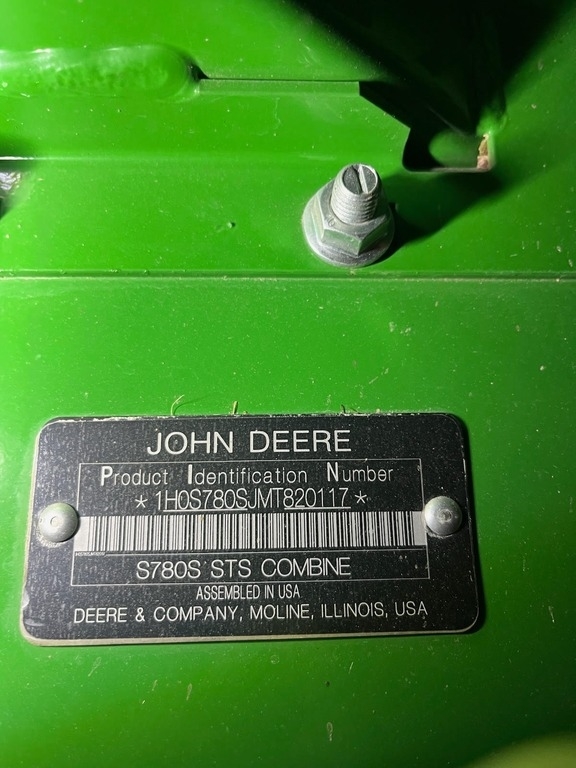 JOHN DEERE
Product Identification Number
*1H0S780SJMT820117*
S780S STS COMBINE
ASSEMBLED IN USA
DEERE & COMPANY, MOLINE, ILLINOIS, USA